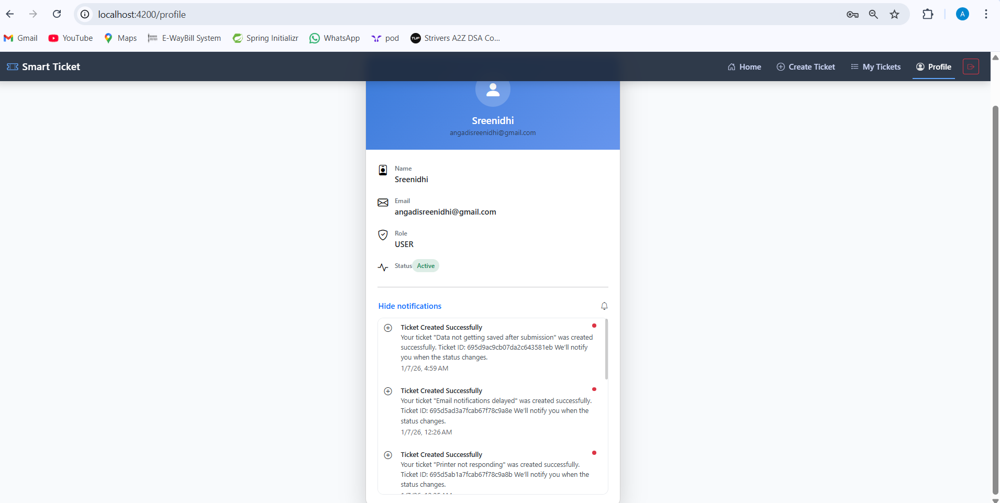 localhost:4200/profile
A
Gmail
YouTube
Maps
E-WayBill System
Spring Initializr
WhatsApp
pod
TUF
Strivers A2Z DSA Co...
Smart Ticket
Home
Create Ticket
My Tickets
Profile
Sreenidhi
angadisreenidhi@gmail.com
Name
Sreenidhi
Email
angadisreenidhi@gmail.com
Role
USER
Status Active
Hide notifications
Ticket Created Successfully
Your ticket "Data not getting saved after submission" was created
successfully. Ticket ID: 695d9ac9cb07da2c643581eb We’ll notify
you when the status changes.
1/7/26, 4:59 AM
Ticket Created Successfully
Your ticket "Email notifications delayed" was created successfully.
Ticket ID: 695d5ad3a7fcab67f78c9a8e We’ll notify you when the
status changes.
1/7/26, 12:26 AM
Ticket Created Successfully
Your ticket "Printer not responding" was created successfully.
Ticket ID: 695d5ab1a7fcab67f78c9a8b We’ll notify you when the
status changes.